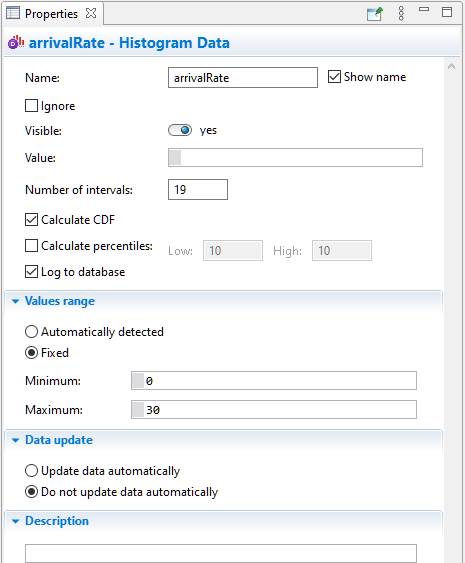 Properties
arrivalRate - Histogram Data
Name: arrivalRate Show name
Ignore
Visible: yes
Value:
Number of intervals: 19
Calculate CDF
Calculate percentiles: Low: 10 High: 10
Log to database
Values range
Automatically detected
Fixed
Minimum: 0
Maximum: 30
Data update
Update data automatically
Do not update data automatically
Description